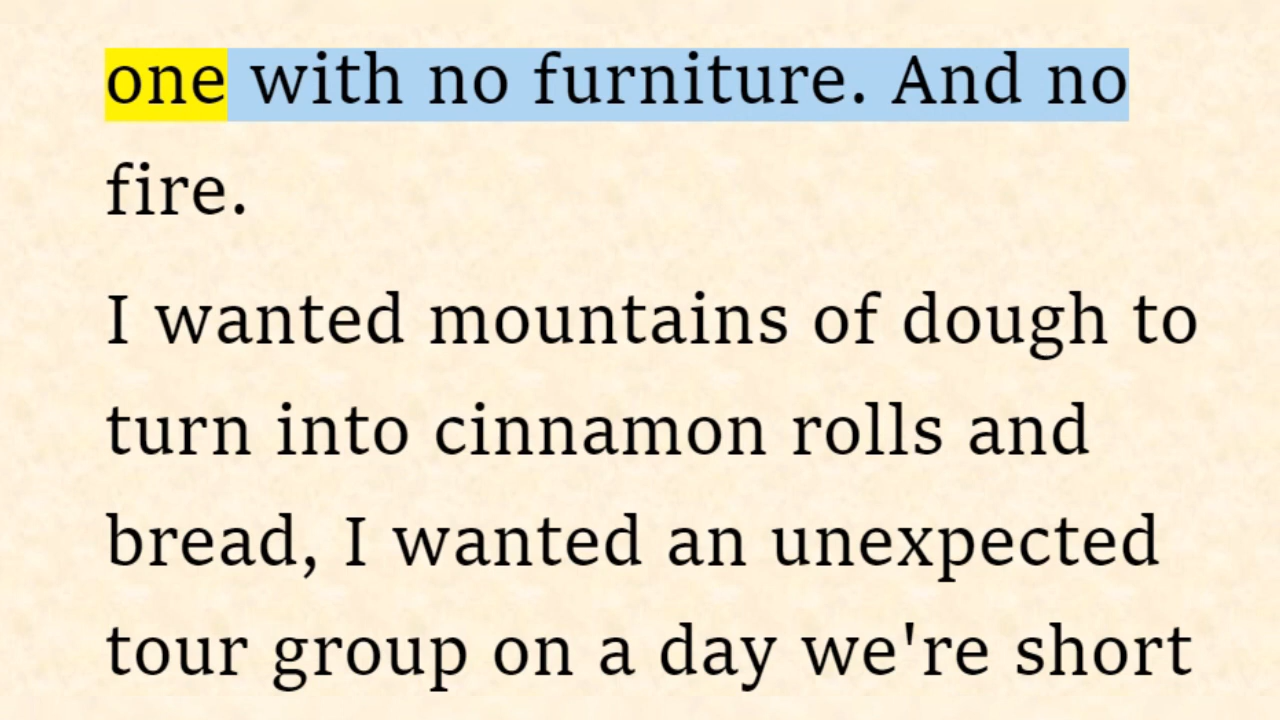 one with no furniture. And no
fire.
I wanted mountains of dough to
turn into cinnamon rolls and
bread, I wanted an unexpected
tour group on a day we're short